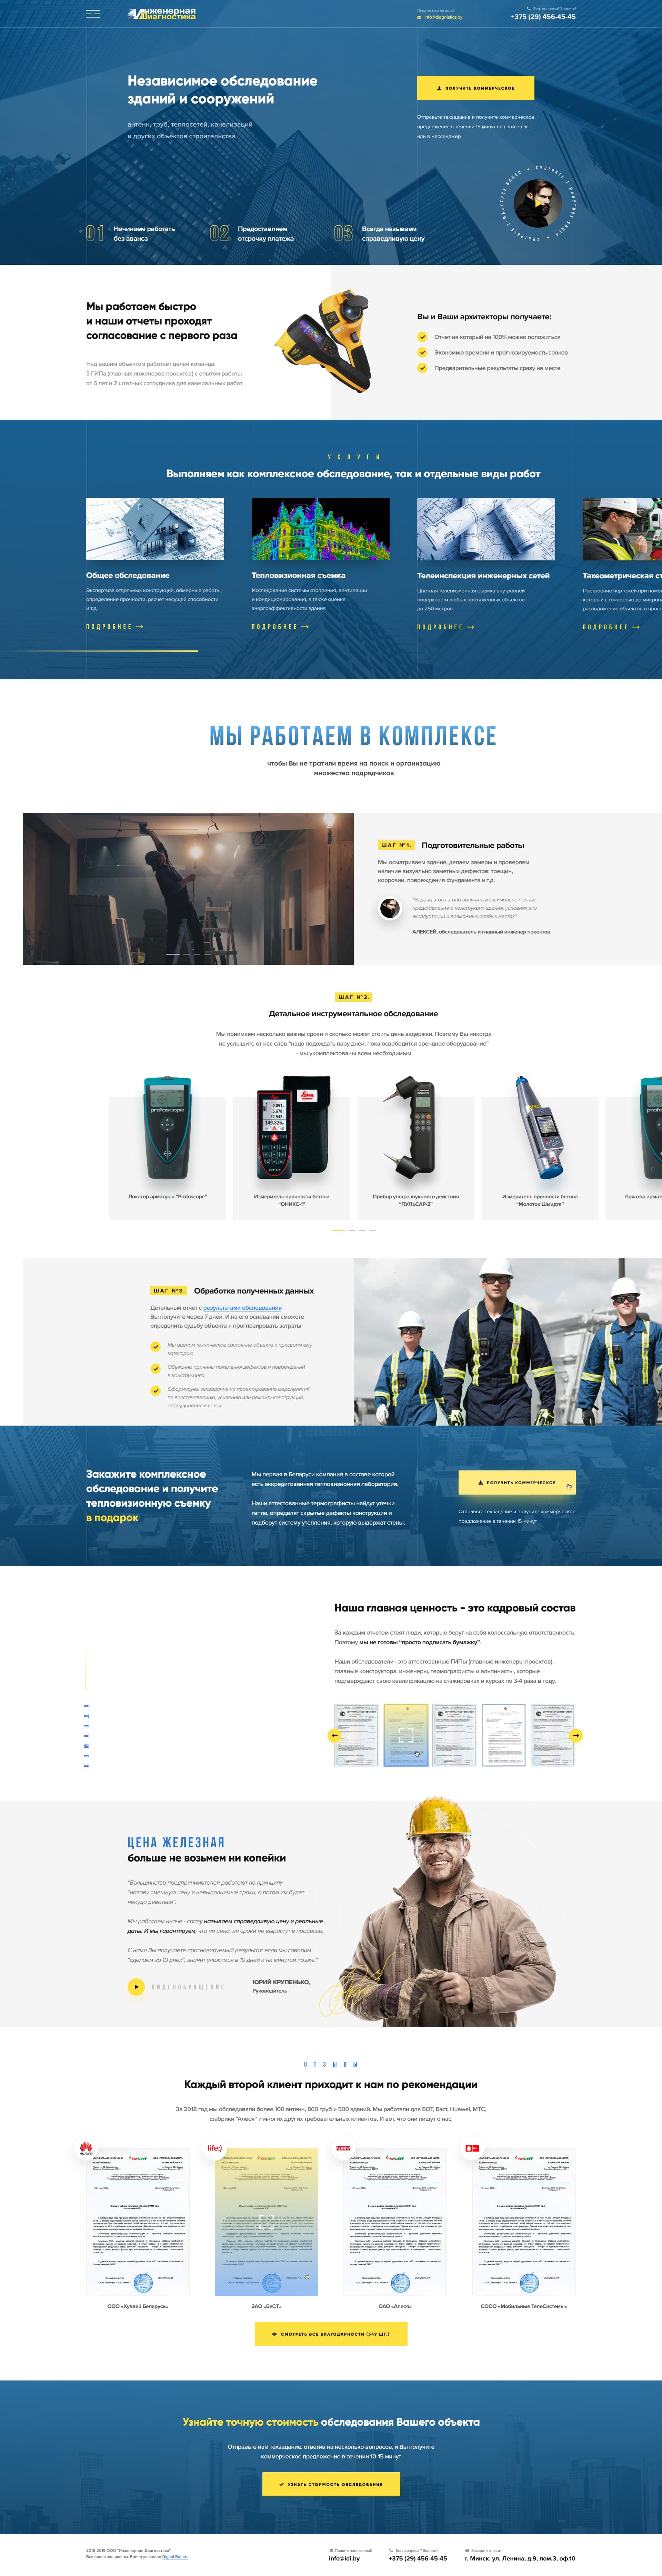 Инженерная
Диагностика
Пишите нам на email
info@diagnistics.by
Есть вопросы? Звоните!
+375 (29) 456-45-45
Независимое обследование
зданий и сооружений
антенн, труб, теплосетей, канализаций
и других объектов строительства
ПОЛУЧИТЬ КОММЕРЧЕСКОЕ
Отправьте техзадание и получите коммерческое
предложение в течении 15 минут на свой email
или в мессенджер
01 Начинаем работать
без аванса
02 Предоставляем
отсрочку платежа
03 Всегда называем
справедливую цену
Мы работаем быстро
и наши отчеты проходят
согласование с первого раза
Над вашим объектом работает целая команда:
3 ГИПа (главных инженеров проектов) с опытом работы
от 6 лет и 2 штатных сотрудника для камеральных работ
Вы и Ваши архитекторы получаете:
Отчет на который на 100% можно положиться
Экономию времени и прогнозируемость сроков
Предварительные результаты сразу на месте
УСЛУГИ
Выполняем как комплексное обследование, так и отдельные виды работ
Общее обследование
Экспертиза отдельных конструкций, обмерные работы,
определение прочности, расчет несущей способности
и т.д.
ПОДРОБНЕЕ
Тепловизионная съемка
Исследование системы отопления, вентиляции
и кондиционирования, а также оценка
энергоэффективности здания
ПОДРОБНЕЕ
Телеинспекция инженерных сетей
Цветная телевизионная съемка внутренней
поверхности любых протяженных объектов
до 250 метров
ПОДРОБНЕЕ
Тахеометрическая ст
Построение чертежей при помо
который с точностью до микрон
расположение объектов в прост
ПОДРОБНЕЕ
МЫ РАБОТАЕМ В КОМПЛЕКСЕ
чтобы Вы не тратили время на поиск и организацию
множества подрядчиков
ШАГ №1. Подготовительные работы
Мы осматриваем здание, делаем замеры и проверяем
наличие визуально заметных дефектов: трещин,
коррозии, повреждения фундамента и т.д.
"Задача этого этапа получить максимально полное
представление о конструкции здания, условиях его
эксплатации и возможных слабых местах"
АЛЕКСЕЙ, обследователь и главный инженер проектов
ШАГ №2.
Детальное инструментальное обследование
Мы понимаем насколько важны сроки и сколько может стоить день задержки. Поэтому Вы никогда
не услышите от нас слов "надо подождать пару дней, пока освободится арендное оборудование"
- мы укомплектованы всем необходимым
profoscope
Leica
Локатор арматуры "Profoscope"
Измеритель прочности бетона
"ОНИКС-1"
Прибор ультразвукового действия
"ПУЛЬСАР-2"
Измеритель прочности бетона
"Молоток Шмидта"
Локатор армату
ШАГ №3. Обработка полученных данных
Детальный отчет с результатами обследования
Вы получите через 7 дней. И на его основании сможете
определить судьбу объекта и прогнозировать затраты
Мы оценим техническое состояние объекта и присвоим ему
категорию
Объясним причины появления дефектов и повреждений
в конструкциях
Сформируем техзадание на проектирование мероприятий
по восстановлению, усилению или ремонту конструкций,
оборудования и сетей
Закажите комплексное
обследование и получите
тепловизионную съемку
в подарок
Мы первая в Беларуси компания в составе которой
есть аккредитованная тепловизионная лаборатория.
Наши аттестованные термографисты найдут утечки
тепла, определят скрытые дефекты конструкции и
подберут систему утепления, которую выдержат стены.
ПОЛУЧИТЬ КОММЕРЧЕСКОЕ
Отправьте техзадание и получите коммерческое
предложение в течении 15 минут
КОМАНДА
Наша главная ценность - это кадровый состав
За каждым отчетом стоят люди, которые берут на себя колоссальную ответственность.
Поэтому мы не готовы "просто подписать бумажку".
Наши обследователи - это аттестованные ГИПы (главные инженеры проектов),
главные конструктора, инженеры, термографисты и альпинисты, которые
подтверждают свою квалификацию на стажировках и курсах по 3-4 раза в году.
ЦЕНА ЖЕЛЕЗНАЯ
больше не возьмем ни копейки
"Большинство предпринимателей работают по принципу
"назову смешную цену и невыполнимые сроки, а потом им будет
некуда деваться".
Мы работаем иначе - сразу называем справедливую цену и реальные
даты. И мы гарантируем, что ни цена, ни сроки не вырастут в процессе.
С нами Вы получаете прогнозируемый результат: если мы говорим
"сделаем за 10 дней", значит уложимся в 10 дней и ни минутой позже."
ВИДЕООБРАЩЕНИЕ
ЮРИЙ КРУПЕНЬКО,
Руководитель
ОТЗЫВЫ
Каждый второй клиент приходит к нам по рекомендации
За 2018 год мы обследовали более 100 антенн, 800 труб и 500 зданий. Мы работали для БОТ, Бэст, Huawei, МТС,
фабрики "Алеся" и многих других требовательных клиентов. И вот, что они пишут о нас:
HUAWEI
life:)
ООО «Хуавей Беларусь»
ЗАО «БеСТ»
ОАО «Алеся»
СООО «Мобильные ТелеСистемы»
СМОТРЕТЬ ВСЕ БЛАГОДАРНОСТИ (549 ШТ.)
Узнайте точную стоимость обследования Вашего объекта
Отправьте нам техзадание, ответив на несколько вопросов, и Вы получите
коммерческое предложение в течении 10-15 минут
УЗНАТЬ СТОИМОСТЬ ОБСЛЕДОВАНИЯ
2016-2019 ООО "Инженерная Диагностика"
Все права защищены. Бренд упакован Digital Butlers
Пишите нам на email
info@idi.by
Есть вопросы? Звоните!
+375 (29) 456-45-45
Заходите в гости
г. Минск, ул. Ленина, д.9, пом.3, оф.10